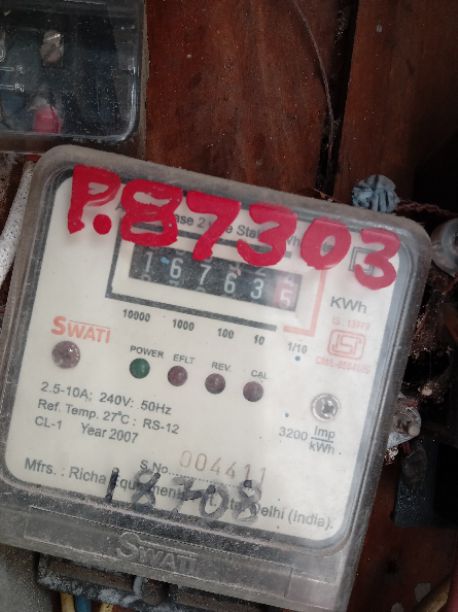 P.87303
16763 5
KWh
10000 1000 100 10 1/10
SWATI
POWER EFLT REV. CAL
2.5-10A; 240V: 50Hz
Ref. Temp. 27°C : RS-12
CL-1 Year 2007
3200 Imp/kWh
S.No. 004411
Mfrs. : Richa Delhi (India).
18708
SWATI